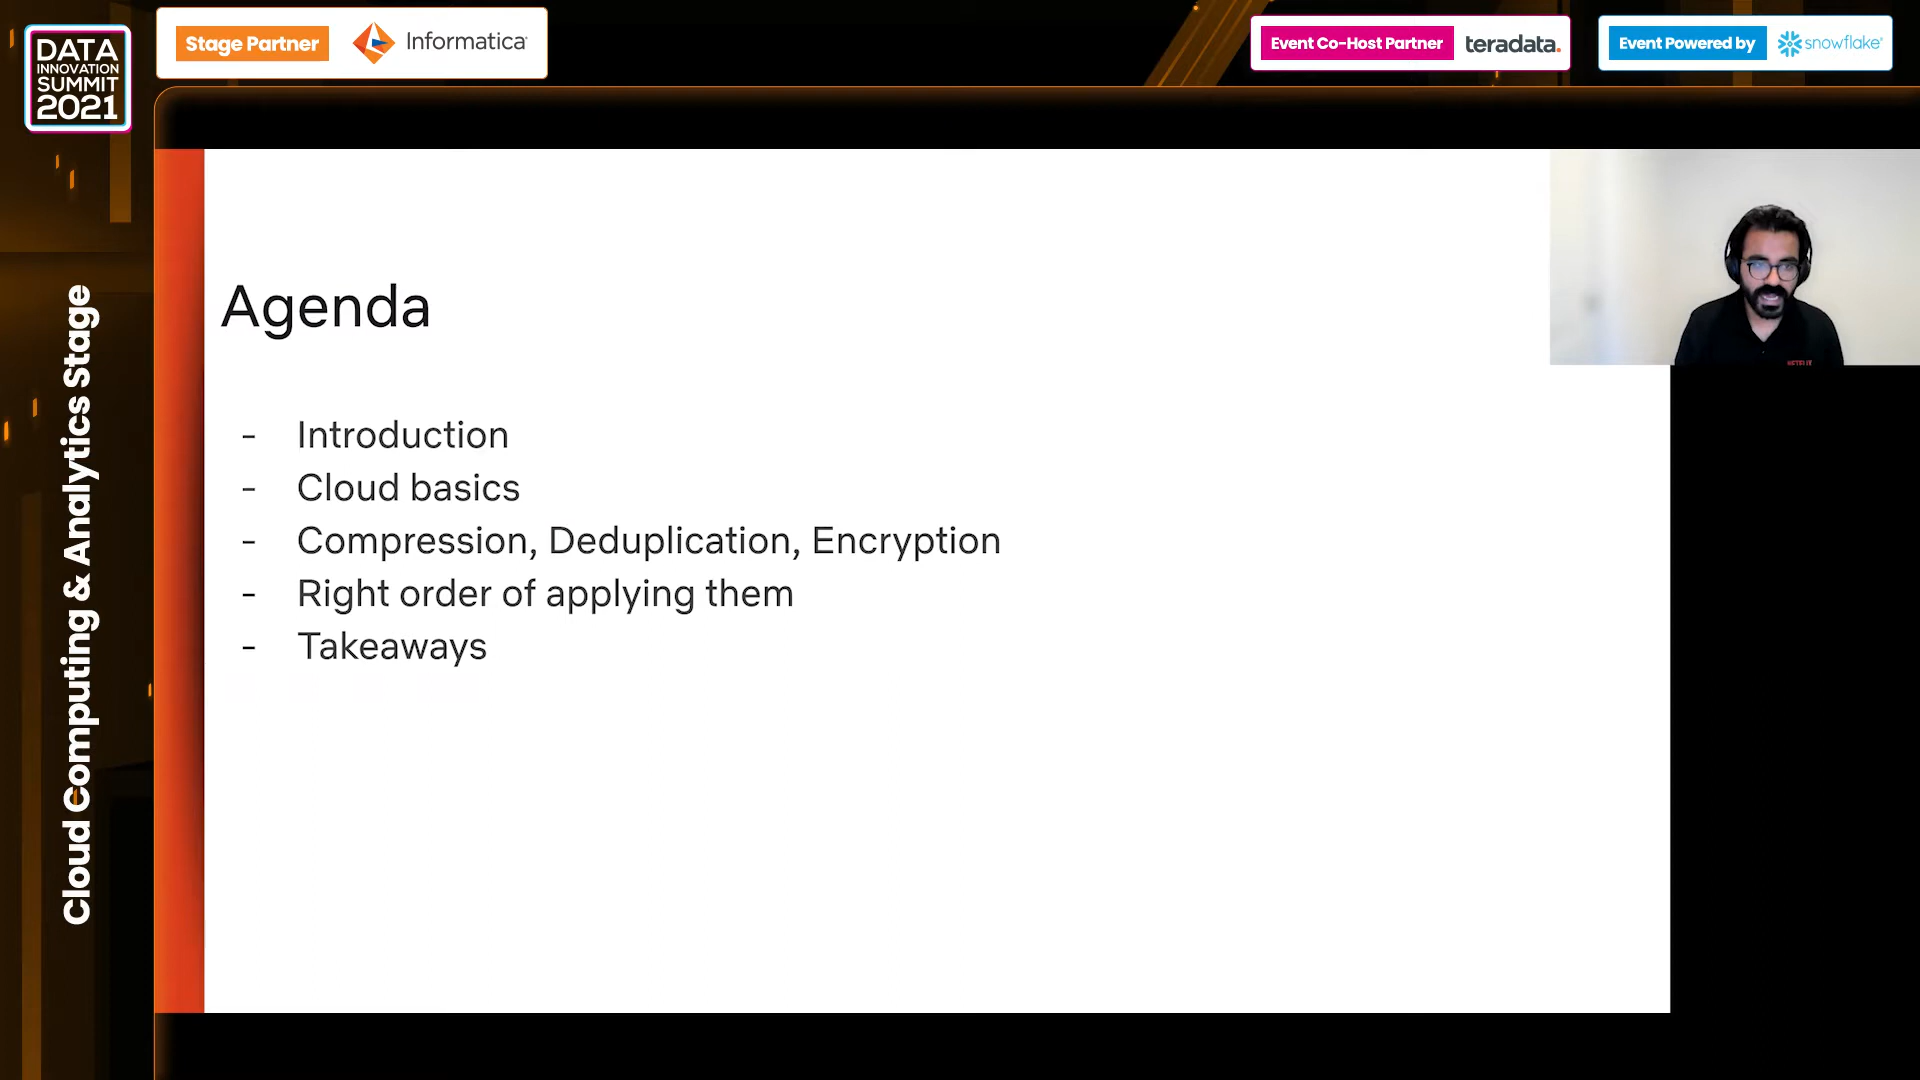 DATA
INNOVATION
SUMMIT
2021
Stage Partner
Informatica
Event Co-Host Partner
teradata.
Event Powered by
snowflake
Cloud Computing & Analytics Stage
Agenda
- Introduction
- Cloud basics
- Compression, Deduplication, Encryption
- Right order of applying them
- Takeaways
NETFLIX